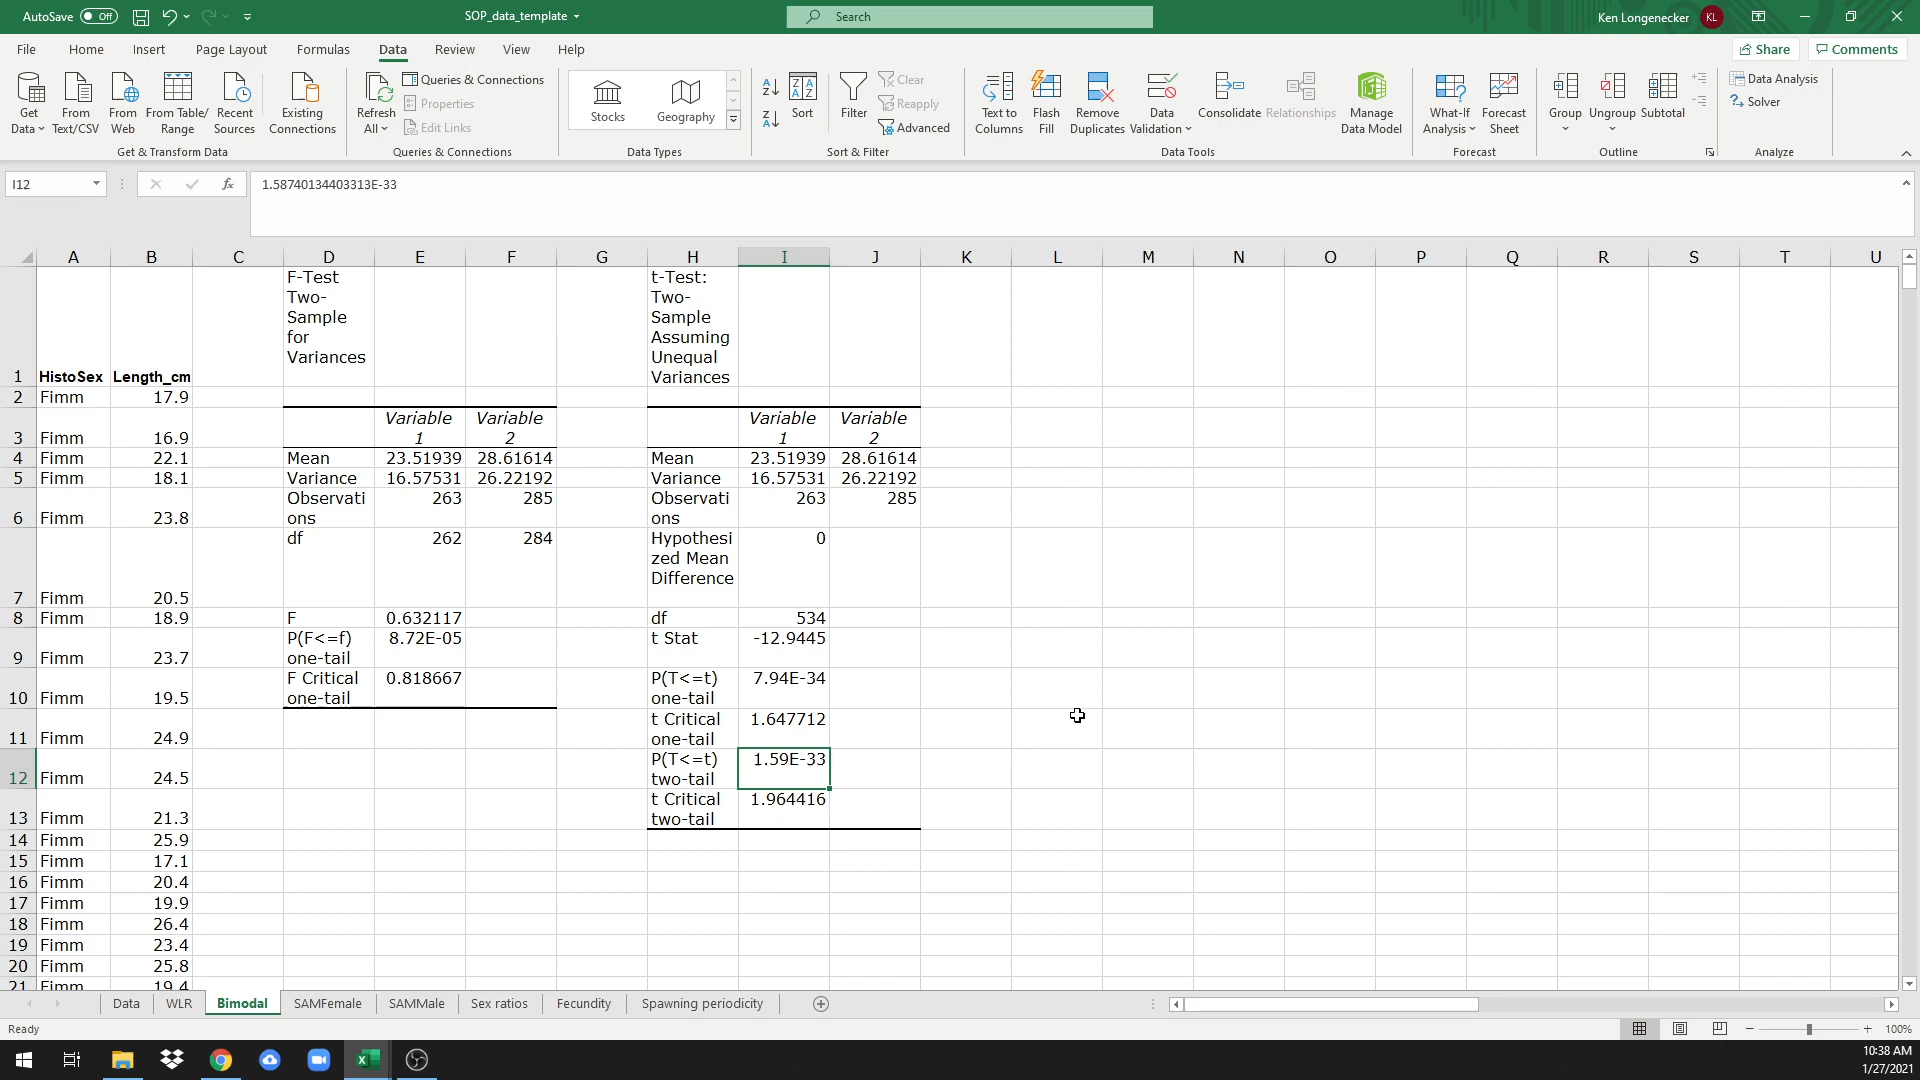 AutoSave Off SOP_data_template Search Ken Longenecker KL
File Home Insert Page Layout Formulas Data Review View Help Share Comments
Get Data From Text/CSV From Web From Table/ Range Recent Sources Existing Connections
Get & Transform Data
Refresh All Queries & Connections
Properties
Edit Links
Queries & Connections
Stocks Geography
Data Types
Sort Filter Clear
Reapply
Advanced
Sort & Filter
Text to Columns Flash Fill Remove Duplicates Data Validation Consolidate Relationships Manage Data Model
Data Tools
What-If Analysis Forecast Sheet
Forecast
Group Ungroup Subtotal
Outline
Data Analysis
Solver
Analyze
I12 fx 1.58740134403313E-33
A B C D E F G H I J K L M N O P Q R S T U
F-Test t-Test:
Two- Two-
Sample Sample
for Assuming
Variances Unequal
1 HistoSex Length_cm Variances
2 Fimm 17.9
Variable Variable Variable Variable
3 Fimm 16.9 1 2 1 2
4 Fimm 22.1 Mean 23.51939 28.61614 Mean 23.51939 28.61614
5 Fimm 18.1 Variance 16.57531 26.22192 Variance 16.57531 26.22192
Observati 263 285 Observati 263 285
6 Fimm 23.8 ons ons
df 262 284 Hypothesi 0
zed Mean
Difference
7 Fimm 20.5
8 Fimm 18.9 F 0.632117 df 534
P(F<=f) 8.72E-05 t Stat -12.9445
9 Fimm 23.7 one-tail
F Critical 0.818667 P(T<=t) 7.94E-34
10 Fimm 19.5 one-tail one-tail
t Critical 1.647712
11 Fimm 24.9 one-tail
P(T<=t) 1.59E-33
12 Fimm 24.5 two-tail
t Critical 1.964416
13 Fimm 21.3 two-tail
14 Fimm 25.9
15 Fimm 17.1
16 Fimm 20.4
17 Fimm 19.9
18 Fimm 26.4
19 Fimm 23.4
20 Fimm 25.8
21 Fimm 19.4
Data WLR Bimodal SAMFemale SAMMale Sex ratios Fecundity Spawning periodicity
Ready 100%
10:38 AM
1/27/2021